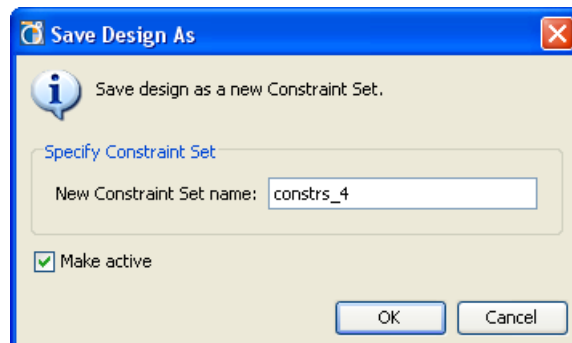 Save Design As
Save design as a new Constraint Set.
Specify Constraint Set
New Constraint Set name: constrs_4
Make active
OK Cancel